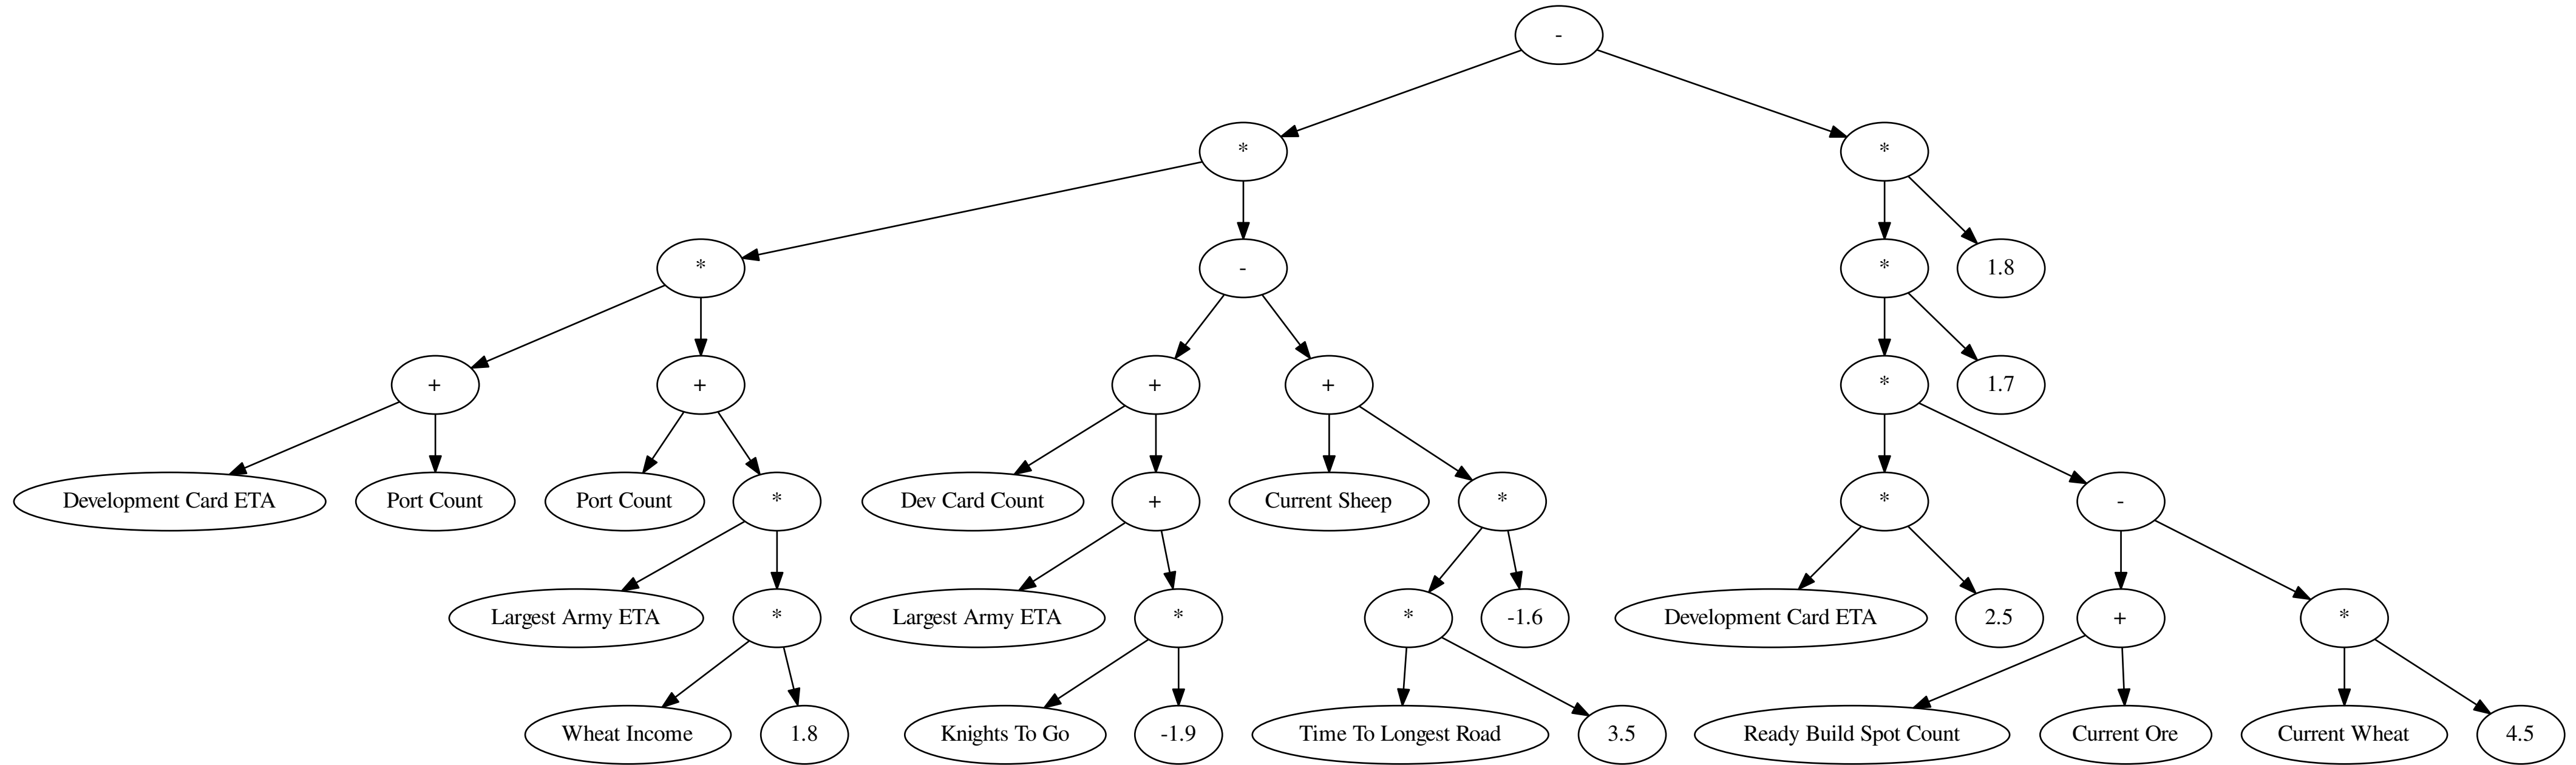 -
* *
* - * 1.8
+ + + + * 1.7
Development Card ETA Port Count Port Count * Dev Card Count + Current Sheep * * -
Largest Army ETA * Largest Army ETA * * -1.6 Development Card ETA 2.5 + *
Wheat Income 1.8 Knights To Go -1.9 Time To Longest Road 3.5 Ready Build Spot Count Current Ore Current Wheat 4.5